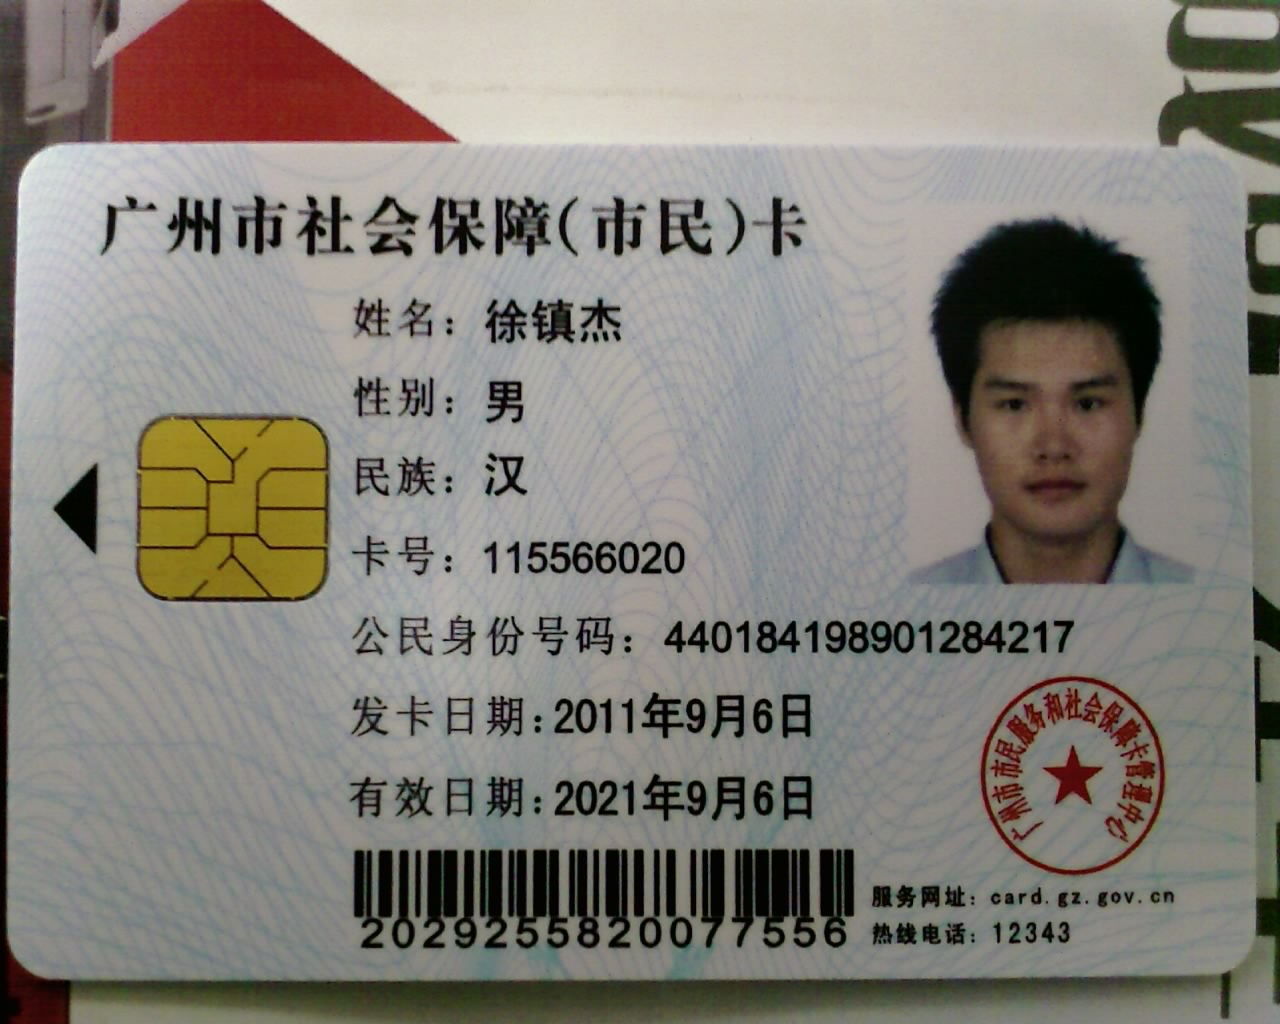 广州市社会保障(市民)卡
姓名：徐镇杰
性别：男
民族：汉
卡号：115566020
公民身份号码：440184198901284217
发卡日期:2011年9月6日
有效日期:2021年9月6日
2029255820077556
广州市市民服务和社会保障卡管理中心
服务网址：card.gz.gov.cn
热线电话：12343